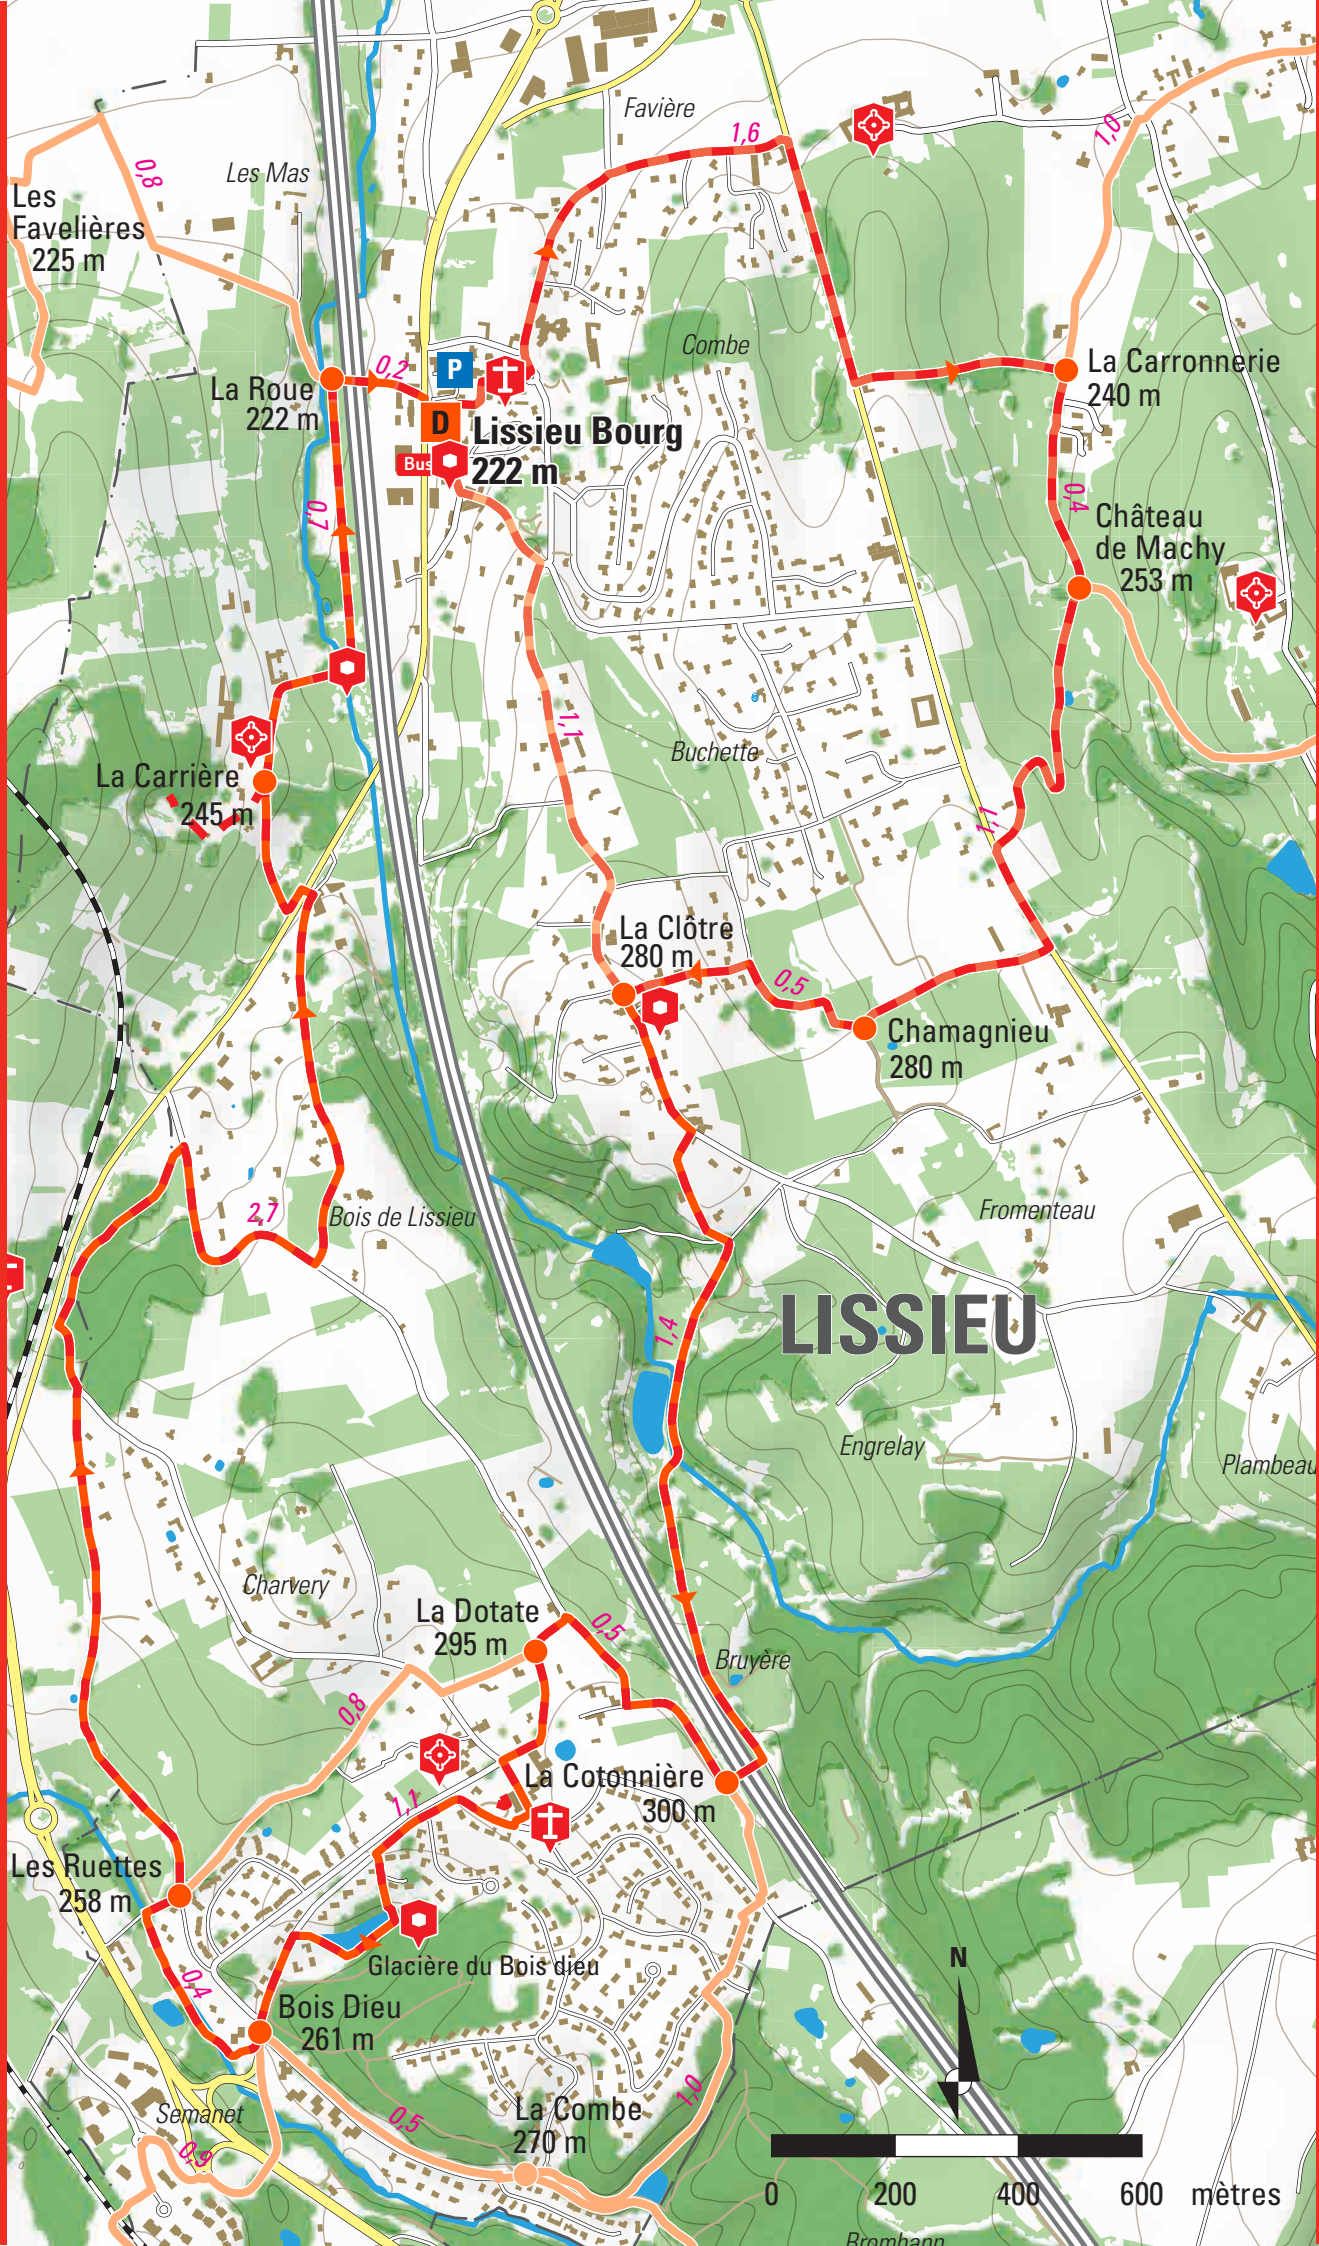 Favière
1,6
1,0
0,8
Les Mas
Les
Favelières
225 m
0,2
P
Combe
La Roue
222 m
La Carronnerie
240 m
D
Lissieu Bourg
222 m
Bus
0,7
0,4
Château
de Machy
253 m
1,1
Buchette
La Carrière
245 m
1,1
La Clôtre
280 m
0,5
Chamagnieu
280 m
2,7
Bois de Lissieu
Fromenteau
LISSIEU
1,4
Engrelay
Plambeau
Charvery
La Dotate
295 m
0,5
Bruyère
0,8
La Cotonnière
300 m
1,1
Les Ruettes
258 m
Glacière du Bois dieu
N
0,4
Bois Dieu
261 m
1,0
Semanet
0,5
La Combe
270 m
0,9
0 200 400 600 mètres